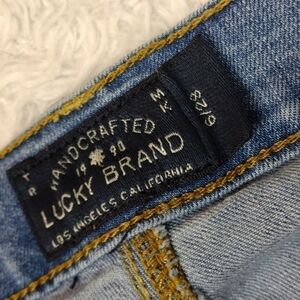 T R
M K
HANDCRAFTED
19 90
LUCKY BRAND
LOS ANGELES CALIFORNIA
6/28